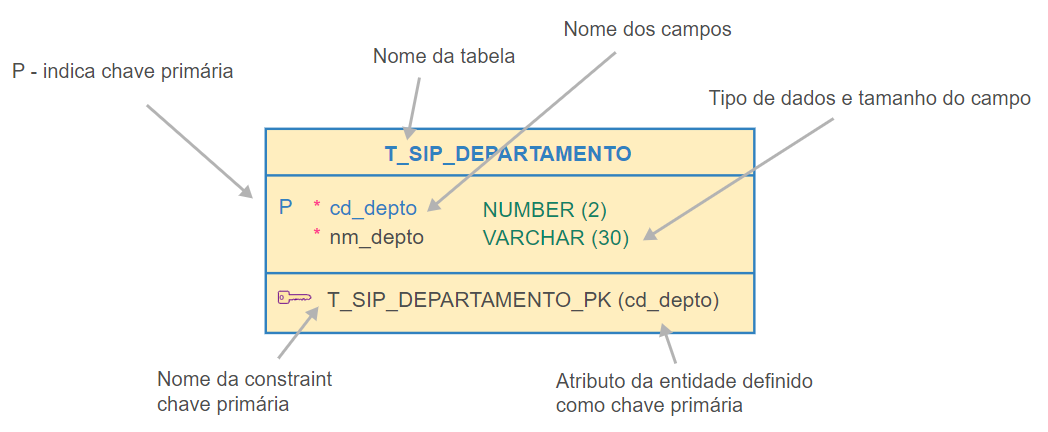 Nome dos campos
Nome da tabela
P - indica chave primária
Tipo de dados e tamanho do campo
T_SIP_DEPARTAMENTO
P * cd_depto NUMBER (2)
* nm_depto VARCHAR (30)
T_SIP_DEPARTAMENTO_PK (cd_depto)
Nome da constraint
chave primária
Atributo da entidade definido
como chave primária